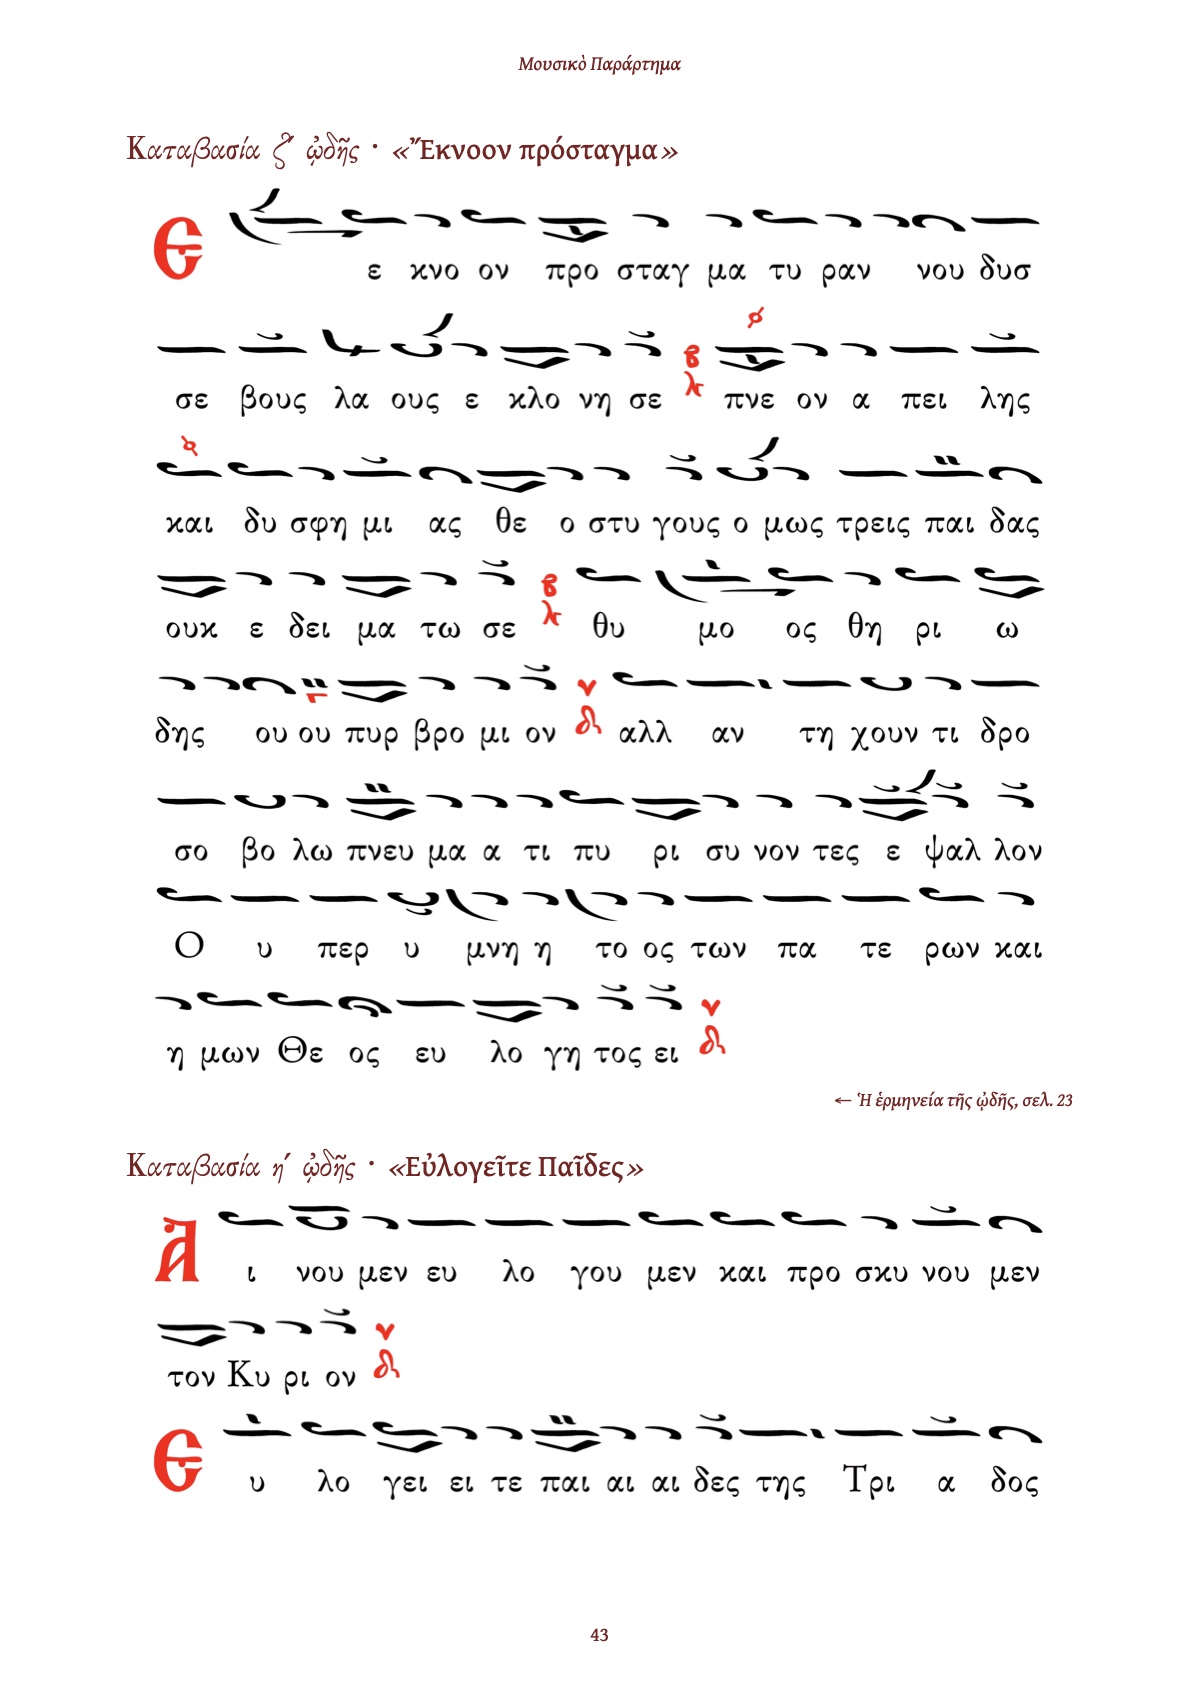 Μουσικὸ Παράρτημα
Καταβασία ζ΄ ᾠδῆς · «Ἔκνοον πρόσταγμα»
Ε ε κνο ον προ σταγ μα τυ ραν νου δυσ
σε βους λα ους ε κλο νη σε πνε ον α πει λης
και δυ σφη μι ας θε ο στυ γους ο μως τρεις παι δας
ουκ ε δει μα τω σε θυ μο ος θη ρι ω
δης ου ου πυρ βρο μι ον αλλ αν τη χουν τι δρο
σο βο λω πνευ μα α τι πυ ρι συ νον τες ε ψαλ λον
Ο υ περ υ μνη η το ος των πα τε ρων και
η μων Θε ος ευ λο γη τος ει
← Ἡ ἑρμηνεία τῆς ᾠδῆς, σελ. 23
Καταβασία η΄ ᾠδῆς · «Εὐλογεῖτε Παῖδες»
Α ι νου μεν ευ λο γου μεν και προ σκυ νου μεν
τον Κυ ρι ον
Ε υ λο γει ει τε παι αι αι δες της Τρι α δος
43